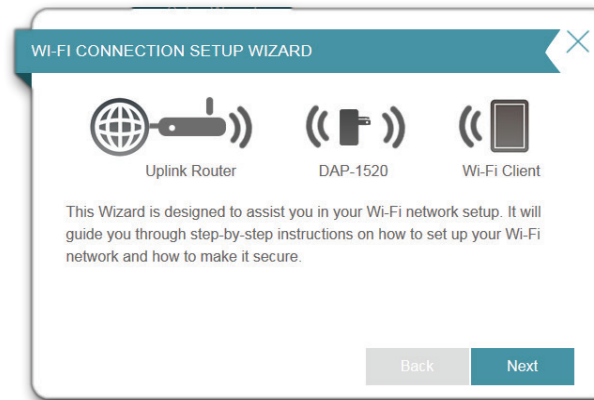 WI-FI CONNECTION SETUP WIZARD
Uplink Router
DAP-1520
Wi-Fi Client
This Wizard is designed to assist you in your Wi-Fi network setup. It will
guide you through step-by-step instructions on how to set up your Wi-Fi
network and how to make it secure.
Back
Next